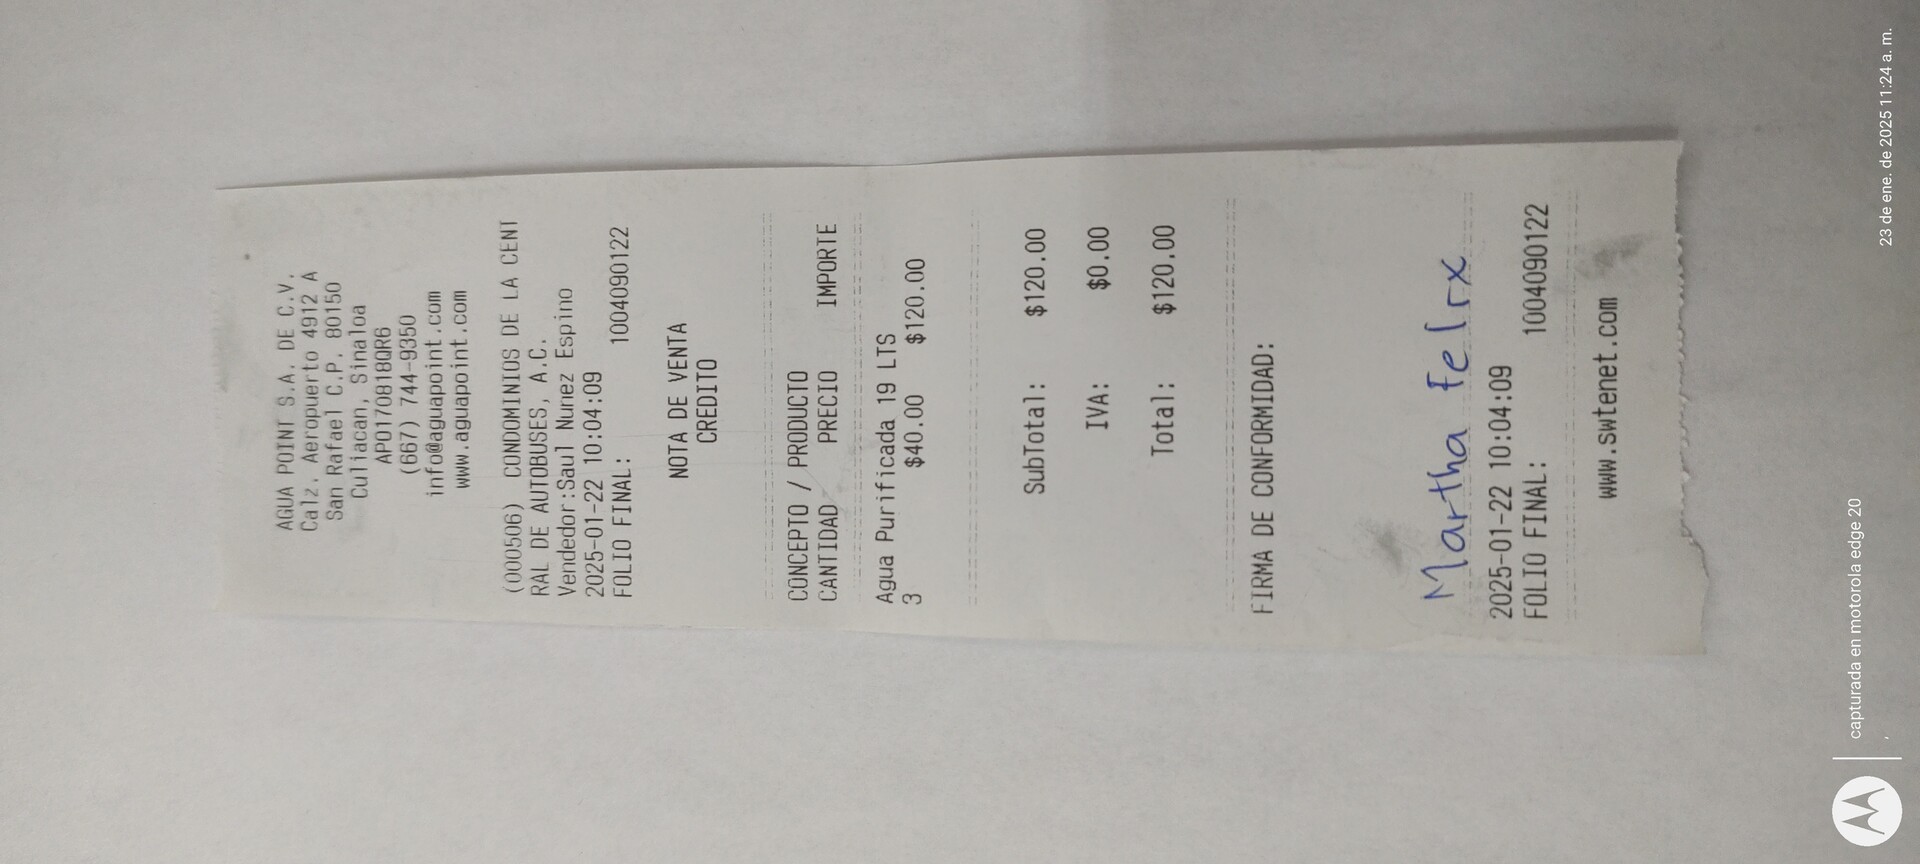 AGUA POINT S.A. DE C.V.
Calz. Aeropuerto 4912 A
San Rafael C.P. 80150
Culiacan, Sinaloa
APO170818QR6
(667) 744-9350
info@aguapoint.com
www.aguapoint.com
(000506) CONDOMINIOS DE LA CENT
RAL DE AUTOBUSES, A.C.
Vendedor:Saul Nunez Espino
2025-01-22 10:04:09
FOLIO FINAL: 1004090122
NOTA DE VENTA
CREDITO
CONCEPTO / PRODUCTO
CANTIDAD PRECIO IMPORTE
Agua Purificada 19 LTS
3 $40.00 $120.00
SubTotal: $120.00
IVA: $0.00
Total: $120.00
FIRMA DE CONFORMIDAD:
Martha Felix
2025-01-22 10:04:09
FOLIO FINAL: 1004090122
www.swtenet.com
capturada en motorola edge 20
23 de ene. de 2025 11:24 a. m.